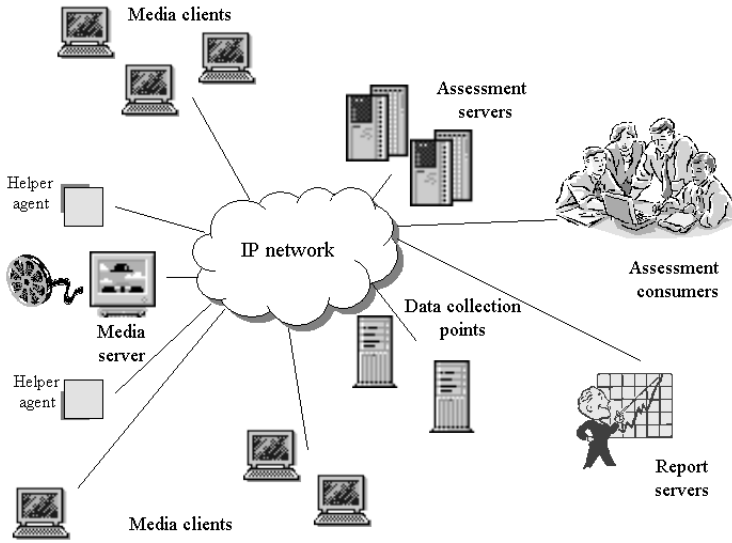 Media clients
Assessment
servers
Helper
agent
IP network
Assessment
consumers
Media
server
Data collection
points
Helper
agent
Report
servers
Media clients